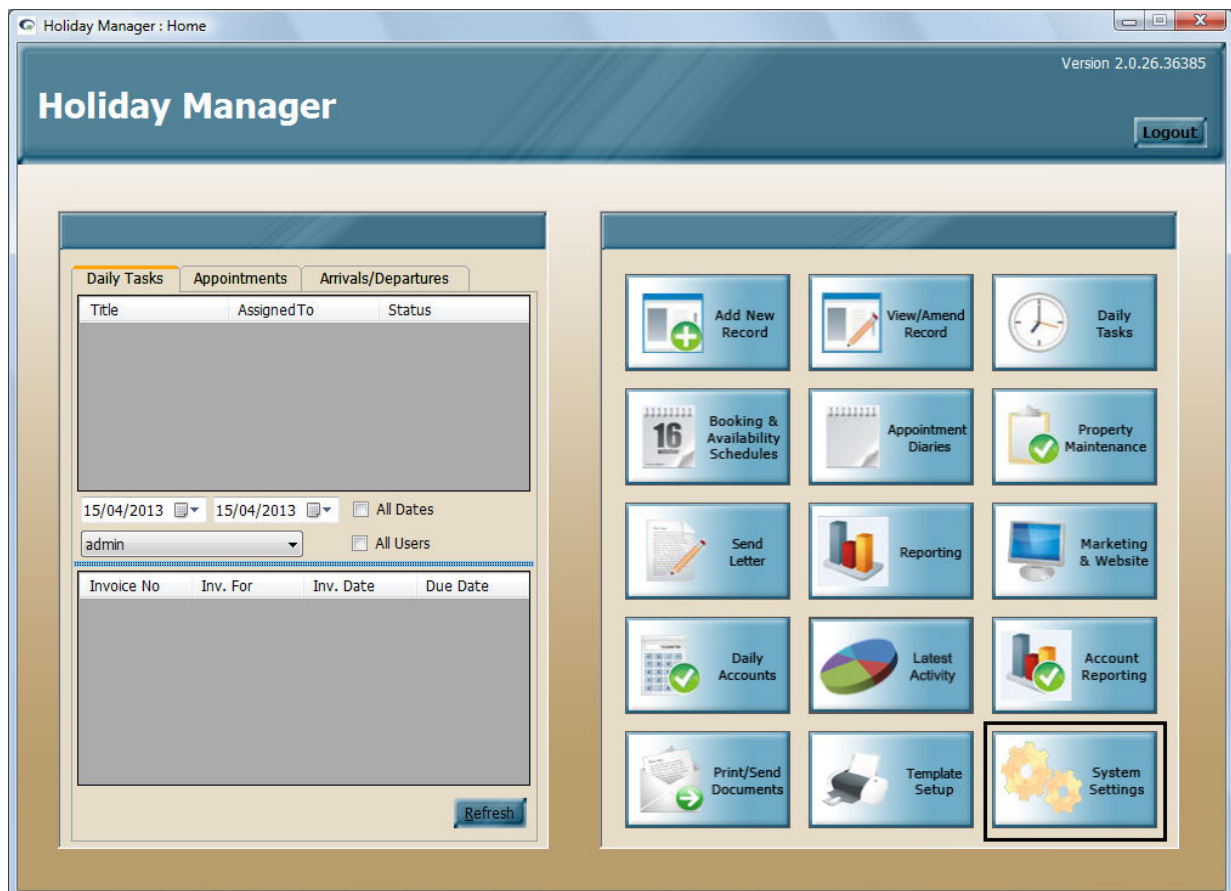 Holiday Manager : Home
Version 2.0.26.36385
Holiday Manager
Logout
Daily Tasks Appointments Arrivals/Departures
Title AssignedTo Status
15/04/2013 15/04/2013 All Dates
admin All Users
Invoice No Inv. For Inv. Date Due Date
Refresh
Add New
Record
View/Amend
Record
Daily
Tasks
16
Booking &
Availability
Schedules
Appointment
Diaries
Property
Maintenance
Send
Letter
Reporting
Marketing
& Website
Daily
Accounts
Latest
Activity
Account
Reporting
Print/Send
Documents
Template
Setup
System
Settings